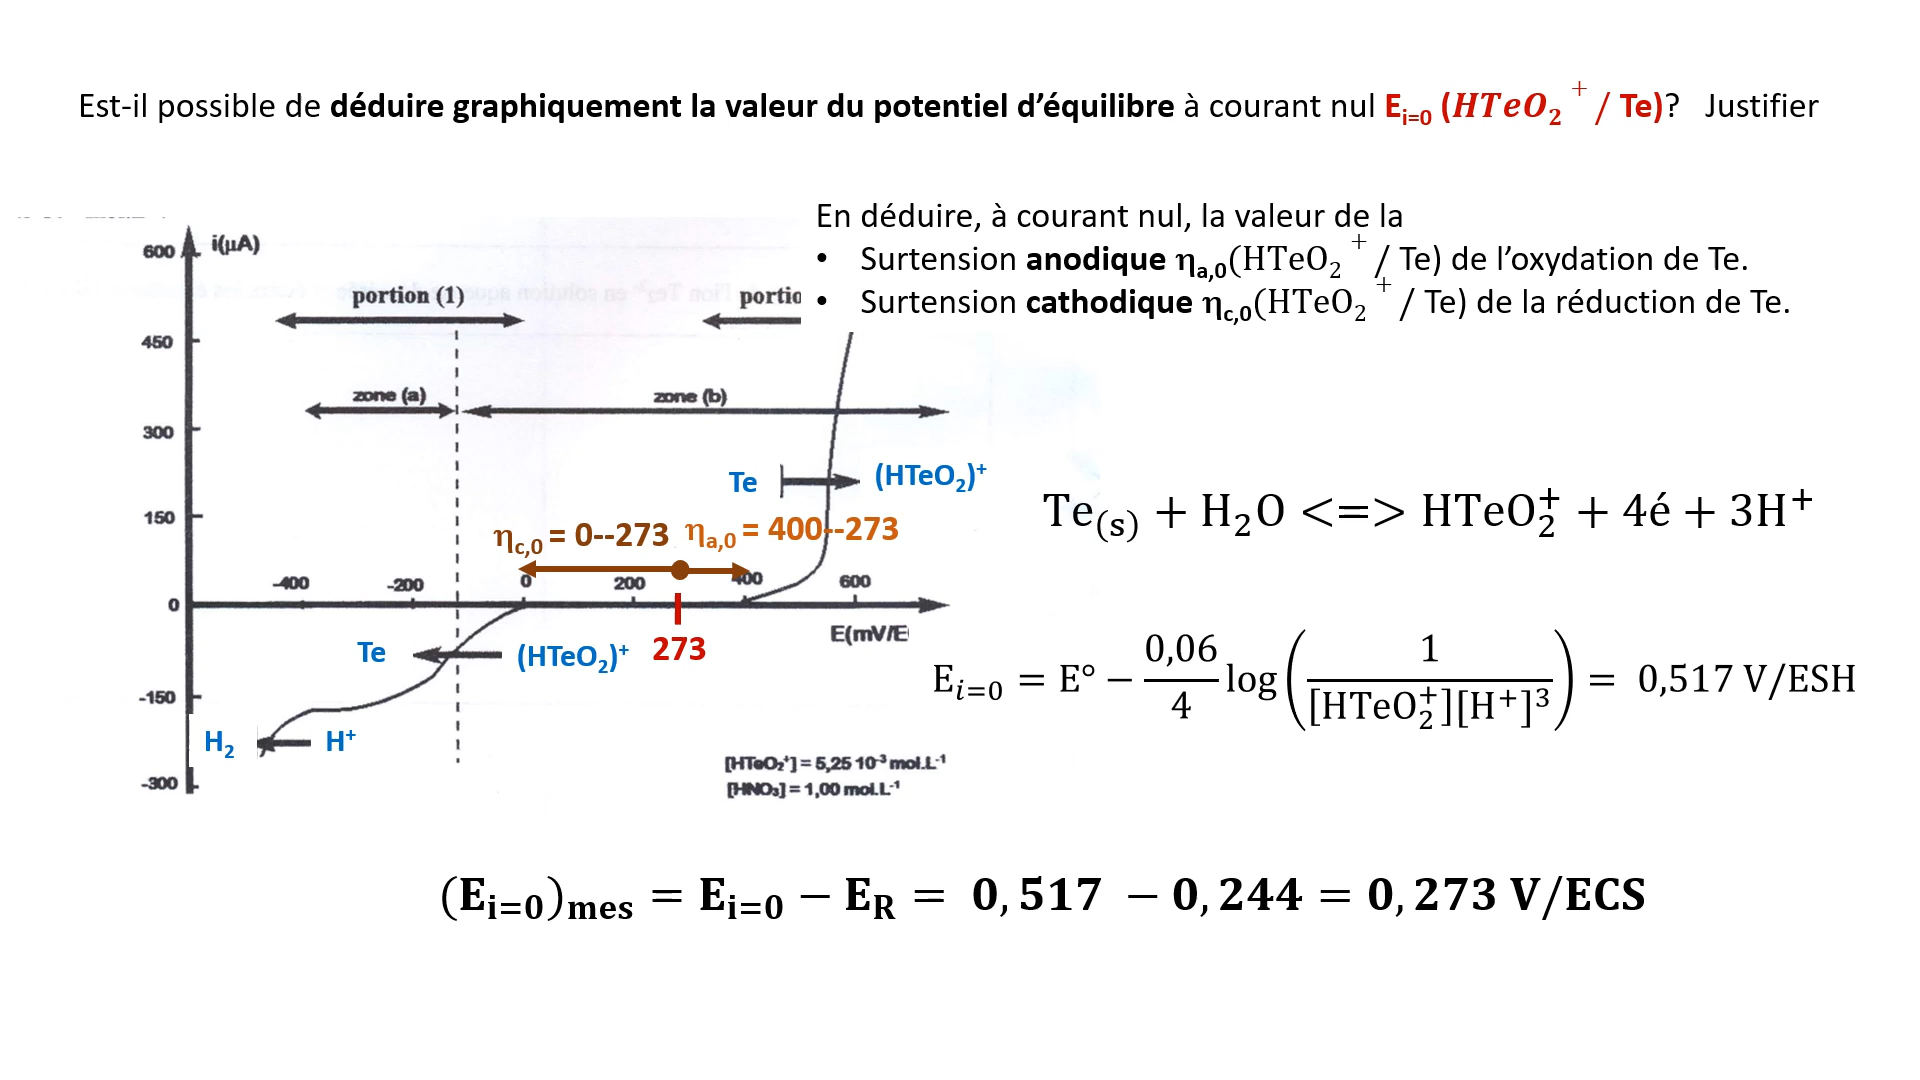 Est-il possible de déduire graphiquement la valeur du potentiel d’équilibre à courant nul Ei=0 (HTeO2 + / Te)? Justifier
En déduire, à courant nul, la valeur de la
• Surtension anodique ηa,0(HTeO2 + / Te) de l’oxydation de Te.
• Surtension cathodique ηc,0(HTeO2 + / Te) de la réduction de Te.
600
i(µA)
portion (1)
portio
450
zone (a)
zone (b)
300
Te
(HTeO2)+
150
Te(s) + H2O <=> HTeO2+ + 4é + 3H+
ηc,0 = 0--273
ηa,0 = 400--273
-400
-200
0
200
400
600
0
E(mV/E
Te
(HTeO2)+
273
Ei=0 = E° − 0,06/4 log(1/([HTeO2+][H+]3)) = 0,517 V/ESH
-150
H2
H+
-300
[HTeO2+] = 5,25 10-3 mol.L-1
[HNO3] = 1,00 mol.L-1
(Ei=0)mes = Ei=0 − ER = 0,517 − 0,244 = 0,273 V/ECS